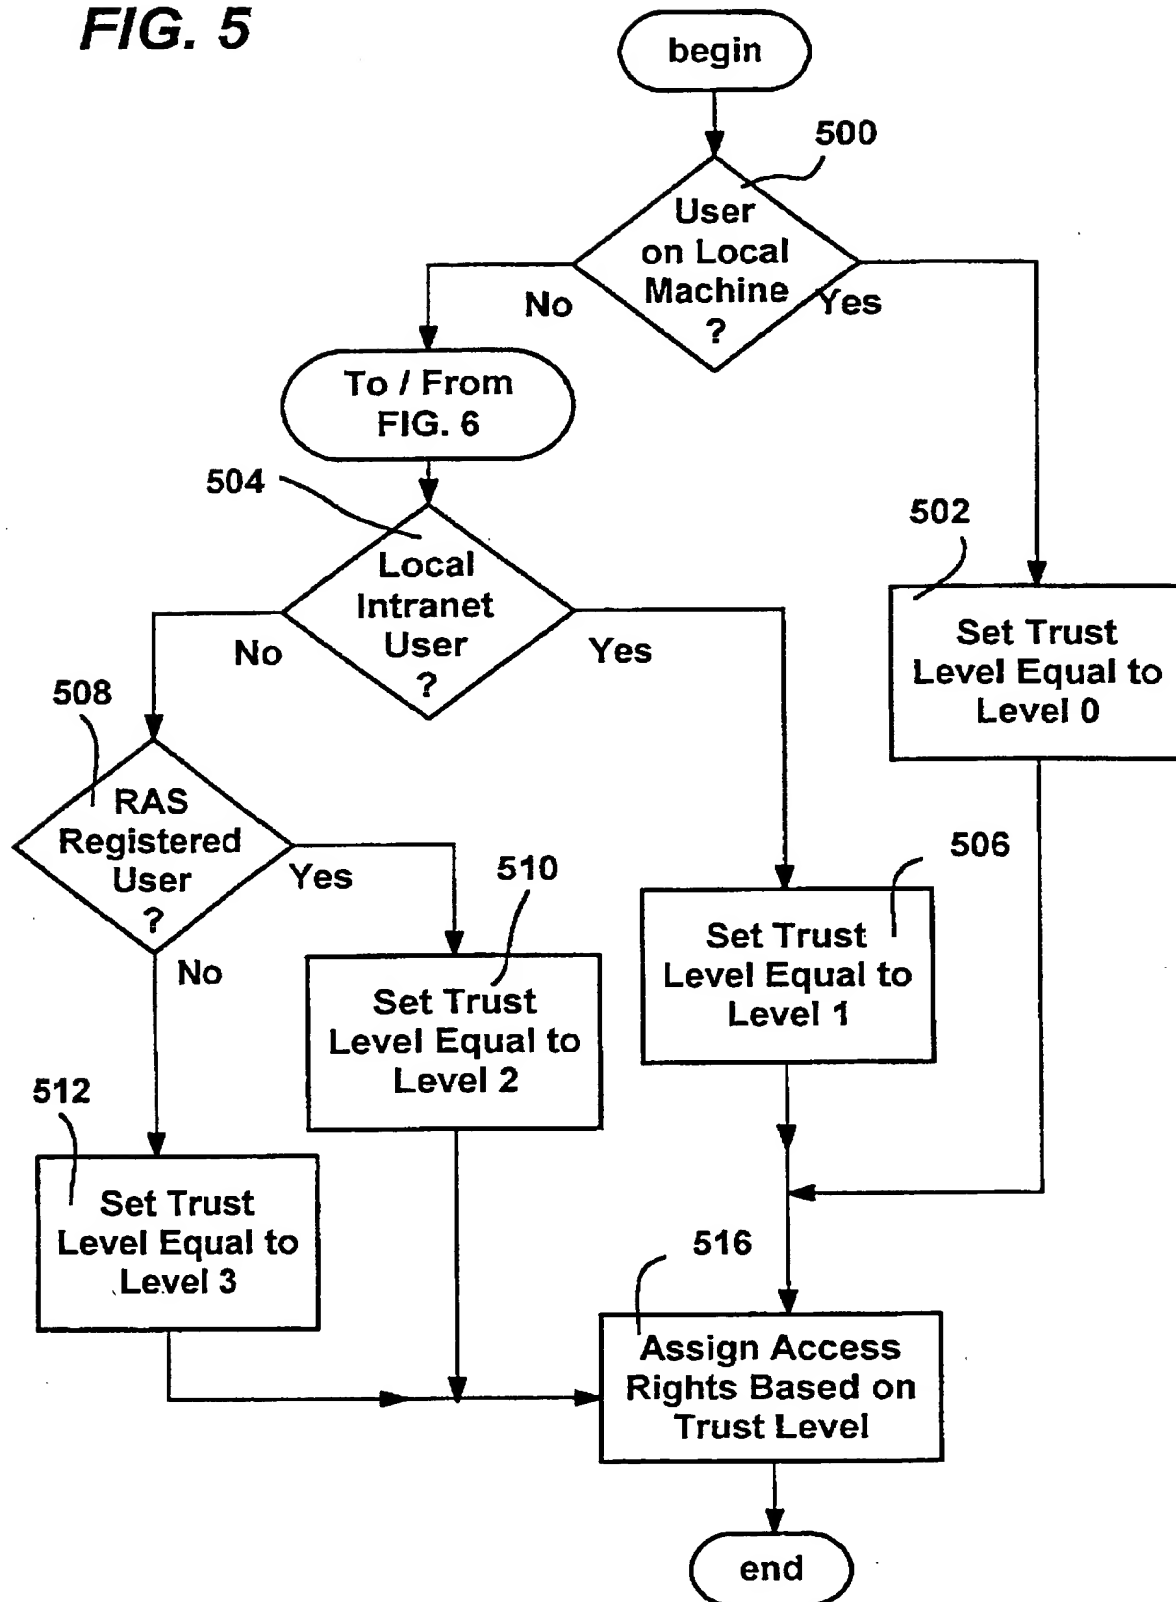 FIG. 5
begin
500
User
on Local
Machine
?
No
Yes
To / From
FIG. 6
504
Local
Intranet
User
?
No
Yes
502
Set Trust
Level Equal to
Level 0
508
RAS
Registered
User
?
Yes
No
510
Set Trust
Level Equal to
Level 2
506
Set Trust
Level Equal to
Level 1
512
Set Trust
Level Equal to
Level 3
516
Assign Access
Rights Based on
Trust Level
end